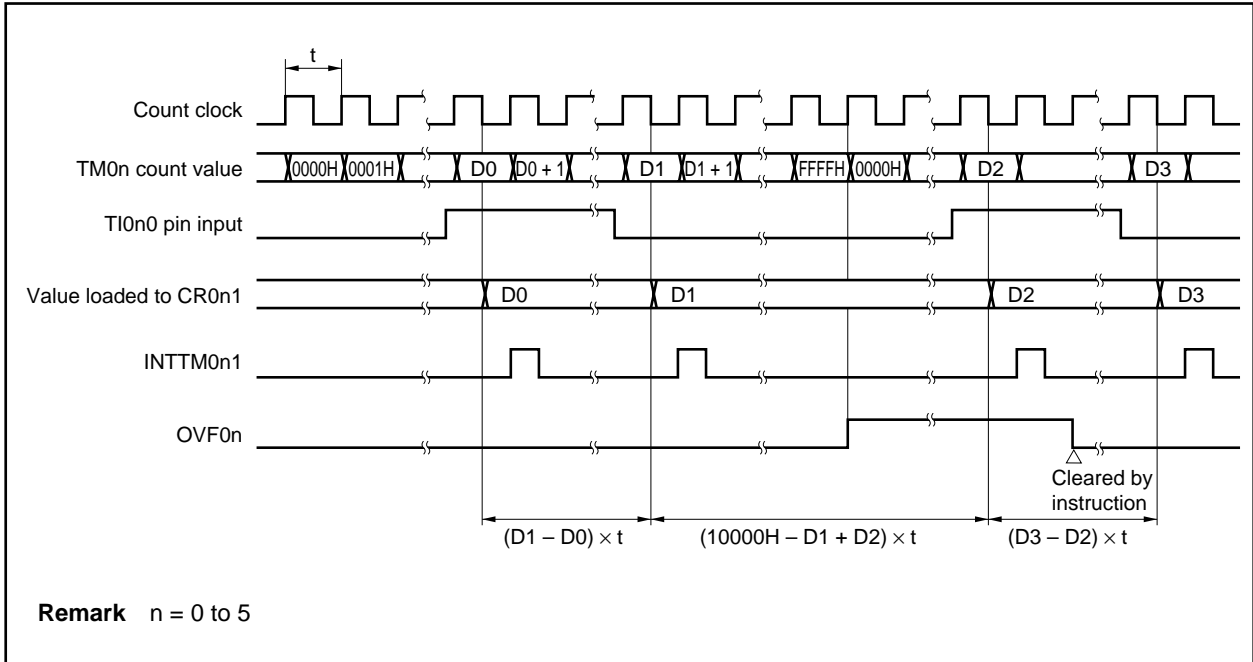 t
Count clock
TM0n count value
0000H 0001H D0 D0 + 1 D1 D1 + 1 FFFFH 0000H D2 D3
TI0n0 pin input
Value loaded to CR0n1
D0 D1 D2 D3
INTTM0n1
OVF0n
Cleared by
instruction
(D1 – D0) × t (10000H – D1 + D2) × t (D3 – D2) × t
Remark n = 0 to 5